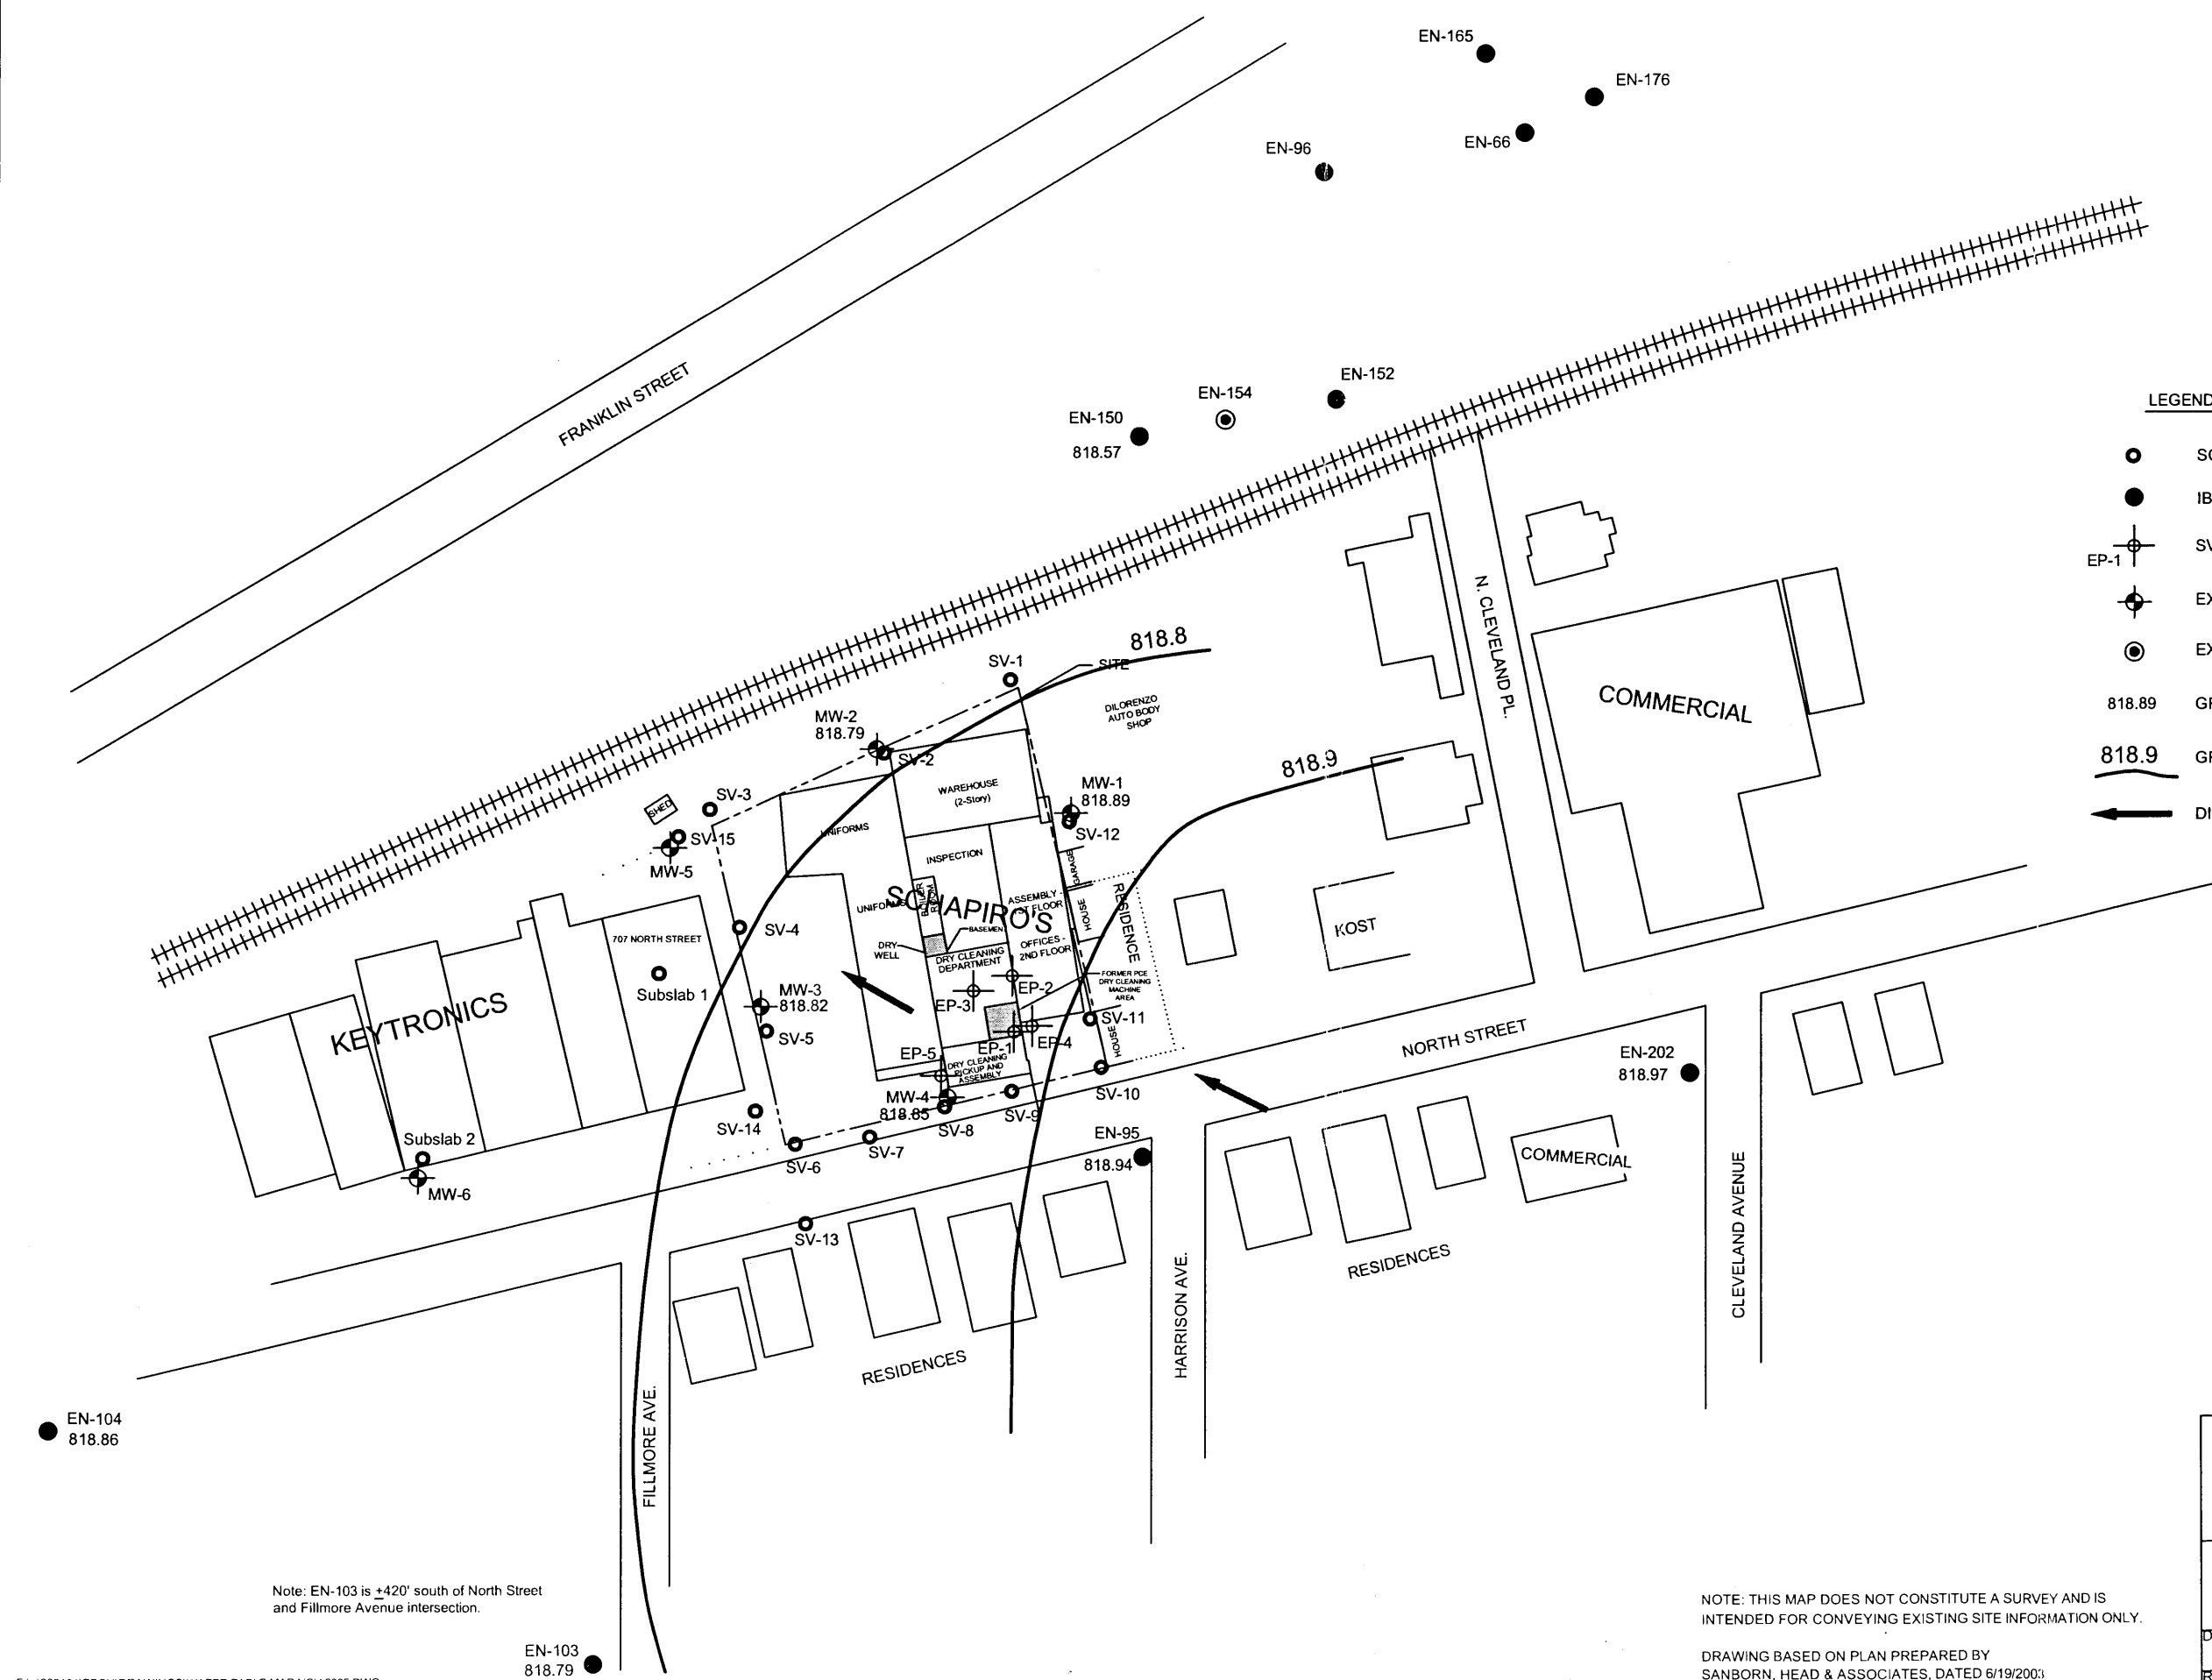 EN-165
EN-176
EN-66
EN-96
FRANKLIN STREET
EN-152
EN-154
EN-150
818.57
LEGEND
EP-1
818.89
818.9
N. CLEVELAND PL.
COMMERCIAL
818.8
SV-1
SITE
DILORENZO
AUTO BODY
SHOP
MW-2
818.79
SV-2
818.9
WAREHOUSE
(2-Story)
MW-1
818.89
SV-12
SHED
SV-3
SV-15
MW-5
UNIFORMS
INSPECTION
GARAGE
UNIFORMS
BOILER
ROOM
SCHAPIRO'S
ASSEMBLY -
1ST FLOOR
HOUSE
RESIDENCE
KOST
BASEMEN
OFFICES -
2ND FLOOR
DRY
WELL
DRY CLEANING
DEPARTMENT
707 NORTH STREET
SV-4
Subslab 1
KEYTRONICS
MW-3
818.82
SV-5
EP-2
EP-3
FORMER PCE
DRY CLEANING
MACHINE
AREA
SV-11
EP-1
EP-4
HOUSE
EP-5
DRY CLEANING
PICKUP AND
ASSEMBLY
NORTH STREET
EN-202
818.97
MW-4
818.85
SV-8
SV-9
SV-10
SV-14
SV-6
SV-7
EN-95
818.94
Subslab 2
MW-6
COMMERCIAL
SV-13
RESIDENCES
RESIDENCES
HARRISON AVE.
CLEVELAND AVENUE
FILLMORE AVE.
EN-104
818.86
Note: EN-103 is +420' south of North Street
and Fillmore Avenue intersection.
EN-103
818.79
NOTE: THIS MAP DOES NOT CONSTITUTE A SURVEY AND IS
INTENDED FOR CONVEYING EXISTING SITE INFORMATION ONLY.
DRAWING BASED ON PLAN PREPARED BY
SANBORN, HEAD & ASSOCIATES, DATED 6/19/2003